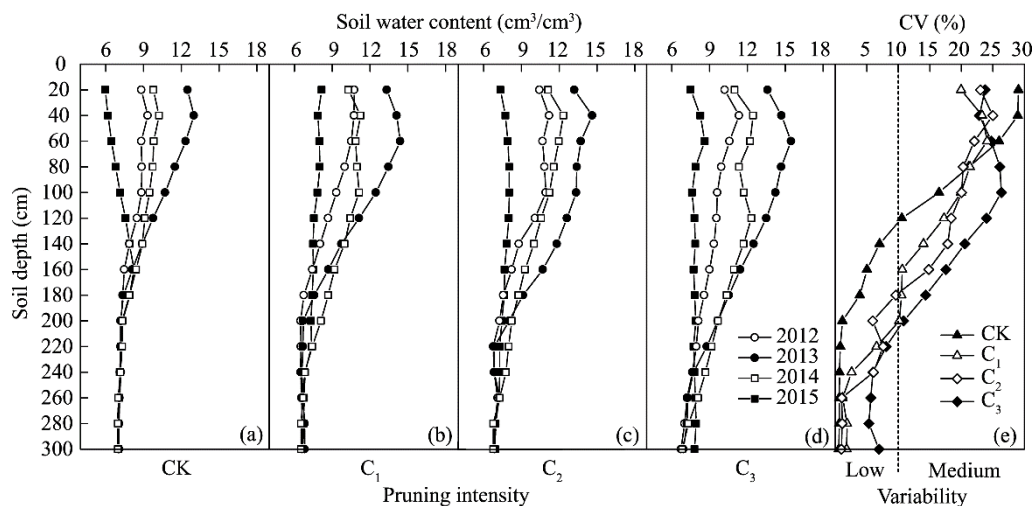 Soil water content (cm³/cm³) CV (%)
6 9 12 15 18 6 9 12 15 18 6 9 12 15 18 6 9 12 15 18 0 5 10 15 20 25 30
Soil depth (cm)
0
20
40
60
80
100
120
140
160
180
200
220
240
260
280
300
2012
2013
2014
2015
CK
C₁
C₂
C₃
(a) (b) (c) (d) (e)
CK C₁ C₂ C₃ Low Medium
Pruning intensity Variability